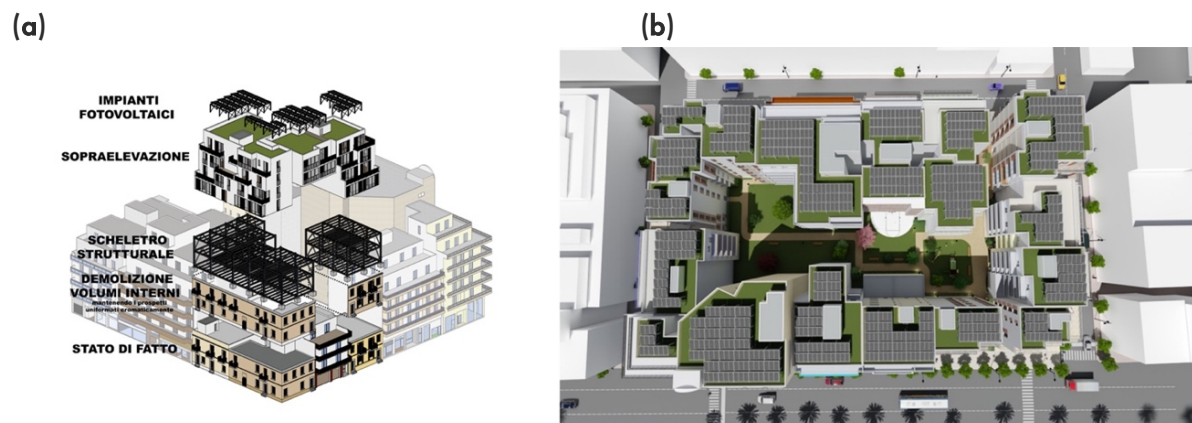 (a)
(b)
IMPIANTI
FOTOVOLTAICI
SOPRAELEVAZIONE
SCHELETRO
STRUTTURALE
DEMOLIZIONE
VOLUMI INTERNI
mantenendo i prospetti
uniformati cromaticamente
STATO DI FATTO